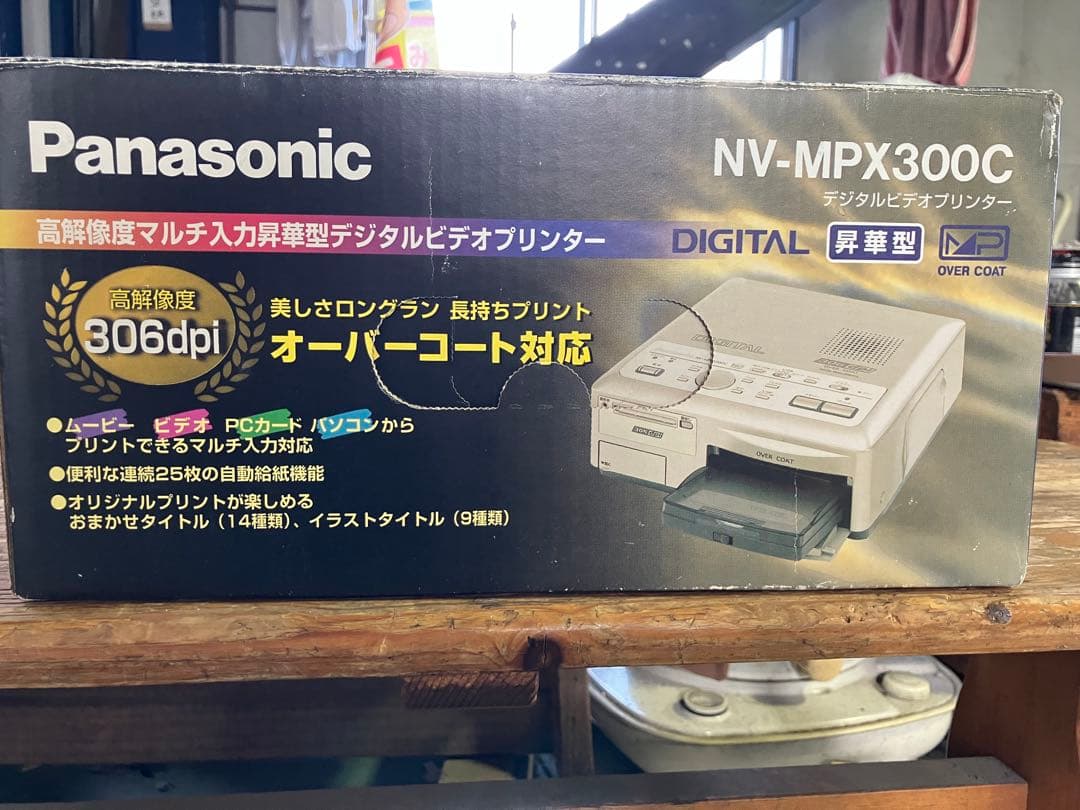 Panasonic
NV-MPX300C
デジタルビデオプリンター
高解像度マルチ入力昇華型デジタルビデオプリンター
DIGITAL
昇華型
MP
OVER COAT
高解像度
306dpi
美しさロングラン 長持ちプリント
オーバーコート対応
●ムービー ビデオ PCカード パソコンから
プリントできるマルチ入力対応
●便利な連続25枚の自動給紙機能
●オリジナルプリントが楽しめる
おまかせタイトル（14種類）、イラストタイトル（9種類）
DIGITAL
OVER COAT